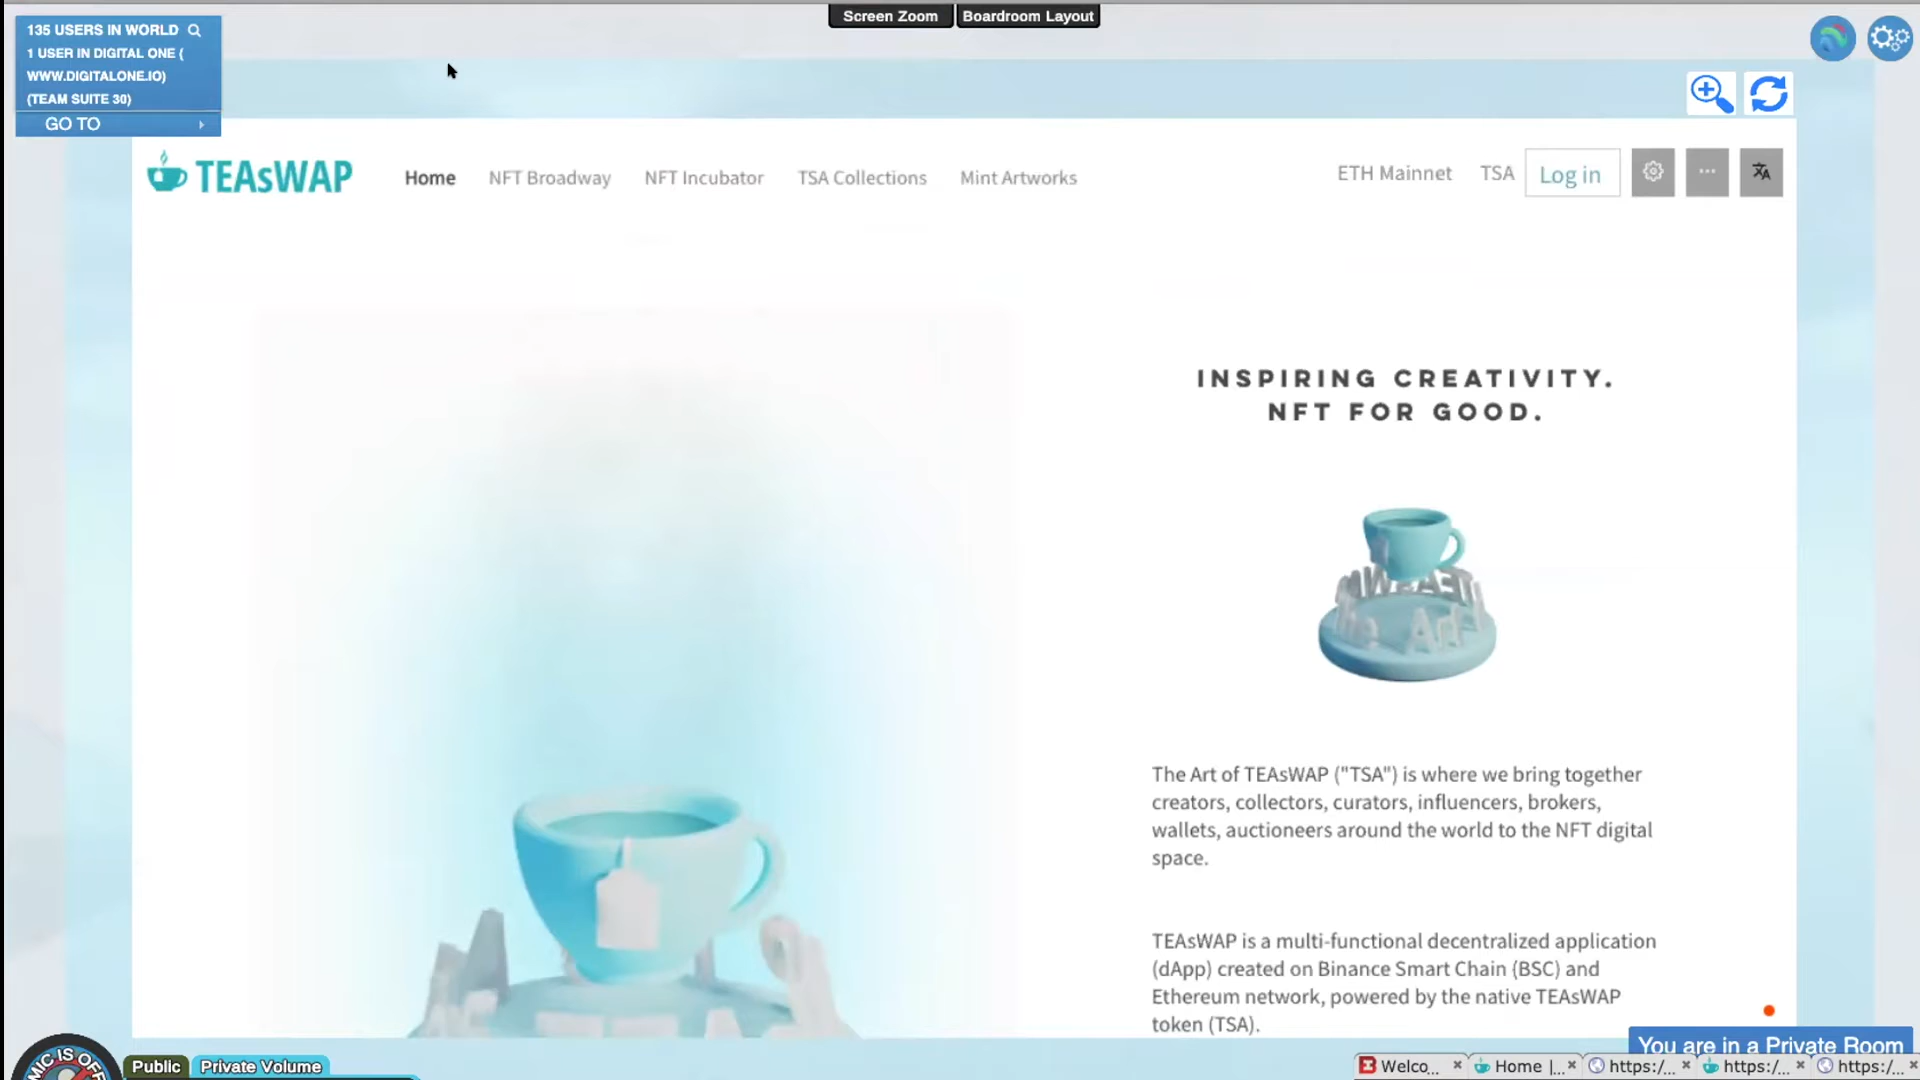 Screen Zoom
Boardroom Layout
135 USERS IN WORLD
1 USER IN DIGITAL ONE (
WWW.DIGITALONE.IO)
(TEAM SUITE 30)
GO TO
TEAsWAP
Home
NFT Broadway
NFT Incubator
TSA Collections
Mint Artworks
ETH Mainnet
TSA
Log in
INSPIRING CREATIVITY.
NFT FOR GOOD.
The Art of TEAsWAP ("TSA") is where we bring together
creators, collectors, curators, influencers, brokers,
wallets, auctioneers around the world to the NFT digital
space.
TEAsWAP is a multi-functional decentralized application
(dApp) created on Binance Smart Chain (BSC) and
Ethereum network, powered by the native TEAsWAP
token (TSA).
You are in a Private Room
MIC IS OFF
Public
Private Volume
Welco...
Home |...
https:/...
https:/...
https:/...